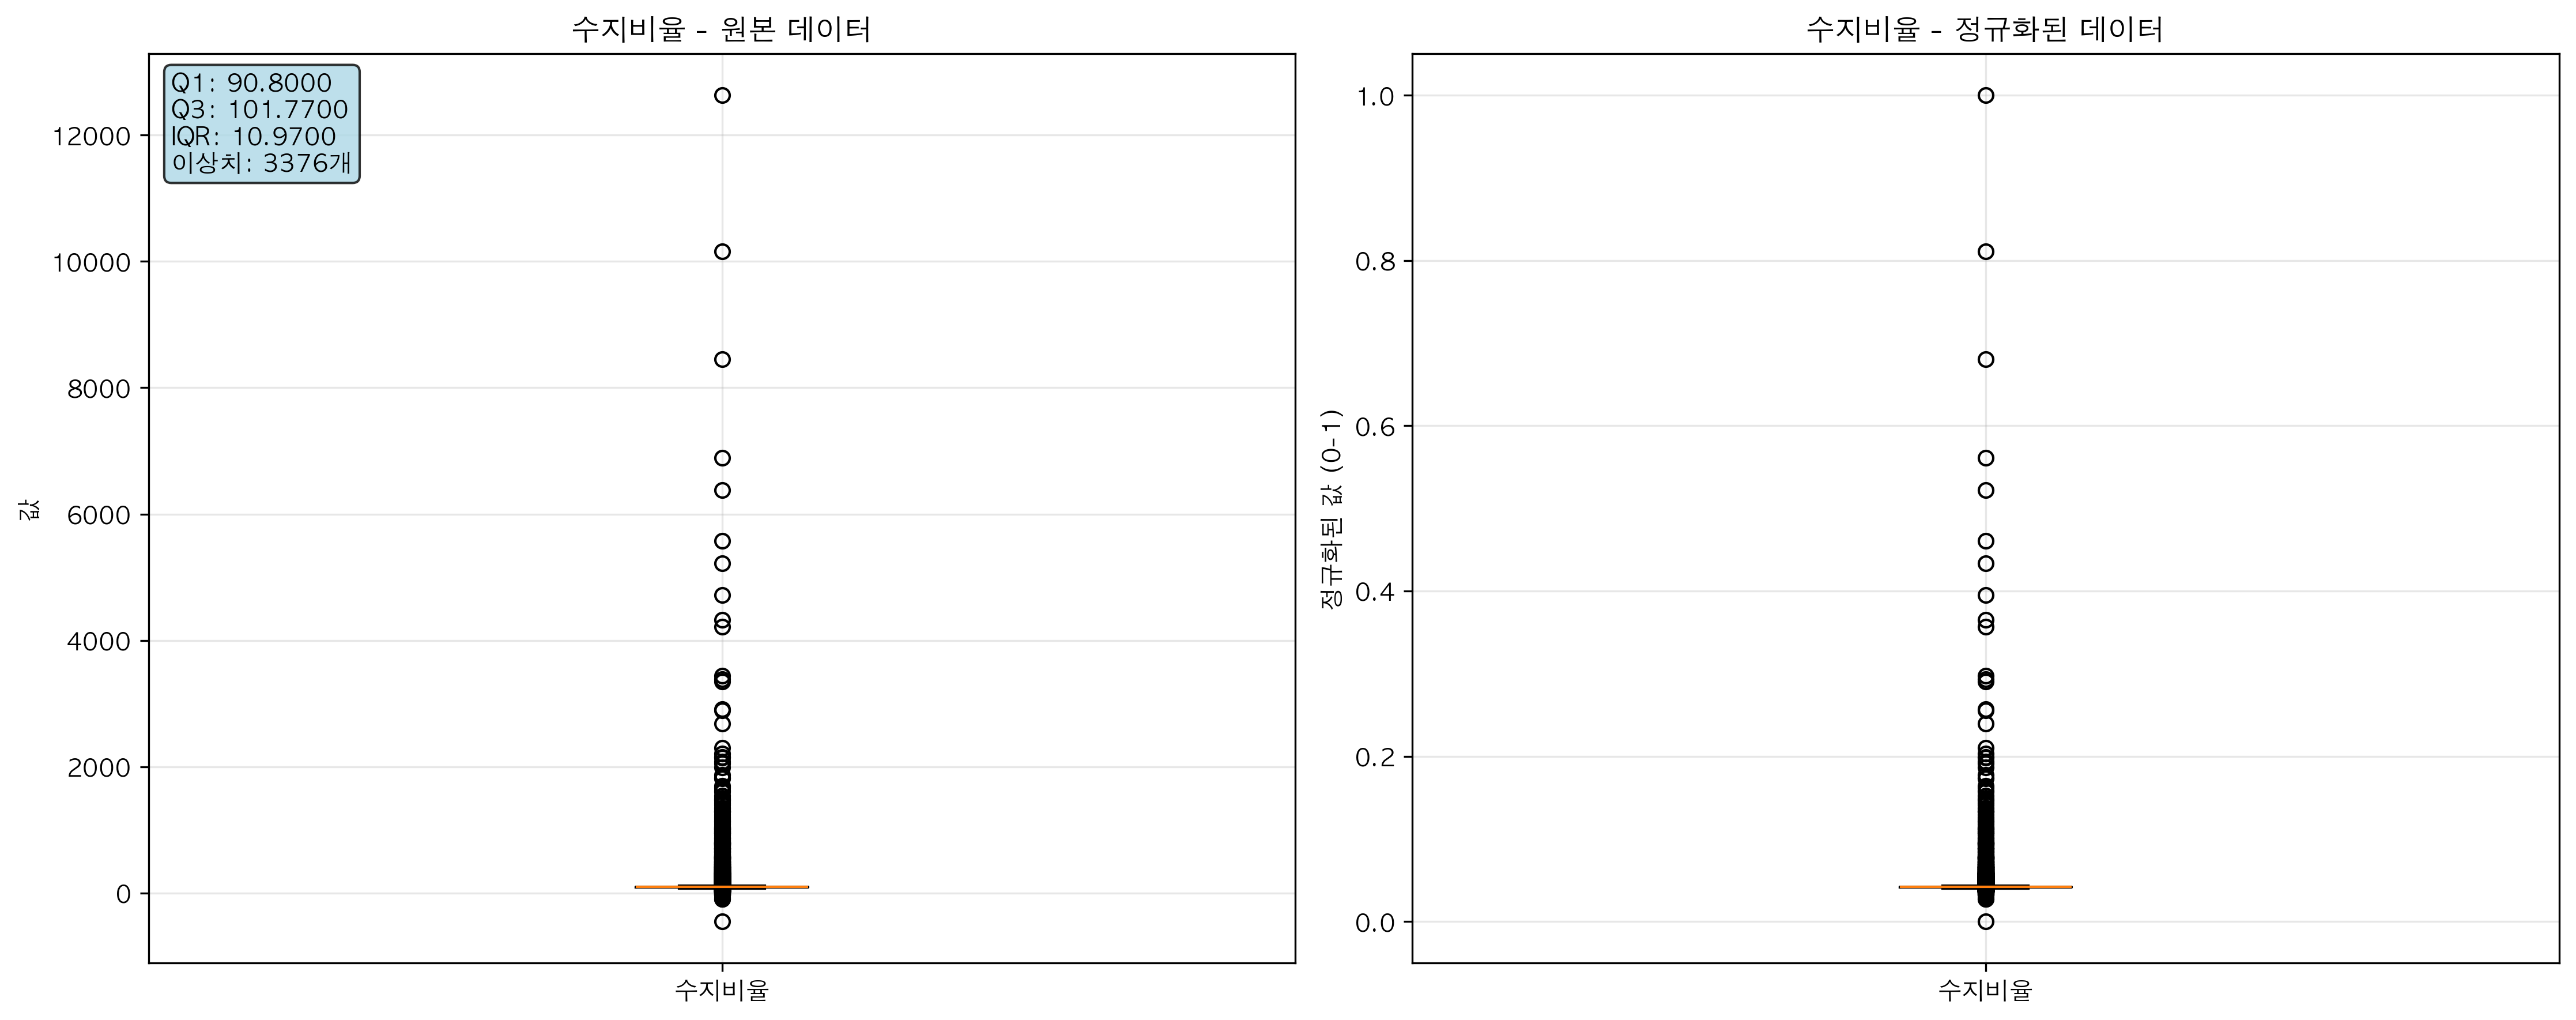 수지비율 - 원본 데이터
Q1: 90.8000
Q3: 101.7700
IQR: 10.9700
이상치: 3376개
12000
10000
8000
6000
4000
2000
0
값
수지비율
수지비율 - 정규화된 데이터
1.0
0.8
0.6
0.4
0.2
0.0
정규화된 값 (0-1)
수지비율